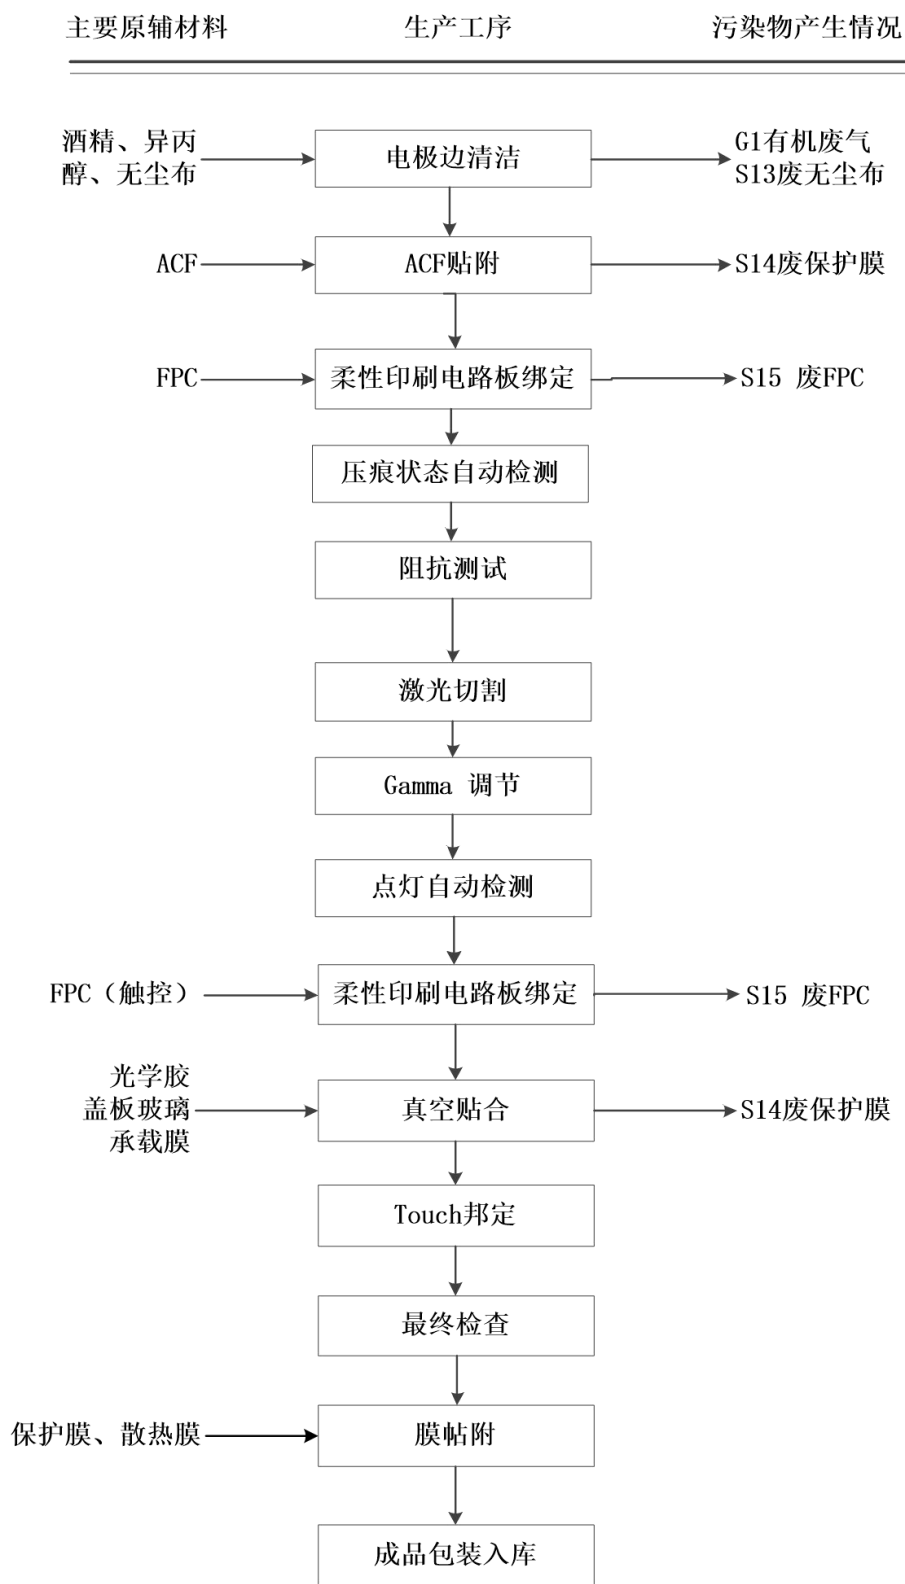 主要原辅材料 生产工序 污染物产生情况
酒精、异丙
醇、无尘布
电极边清洁
G1有机废气
S13废无尘布
ACF
ACF贴附
S14废保护膜
FPC
柔性印刷电路板绑定
S15 废FPC
压痕状态自动检测
阻抗测试
激光切割
Gamma 调节
点灯自动检测
FPC（触控）
柔性印刷电路板绑定
S15 废FPC
光学胶
盖板玻璃
承载膜
真空贴合
S14废保护膜
Touch邦定
最终检查
保护膜、散热膜
膜帖附
成品包装入库